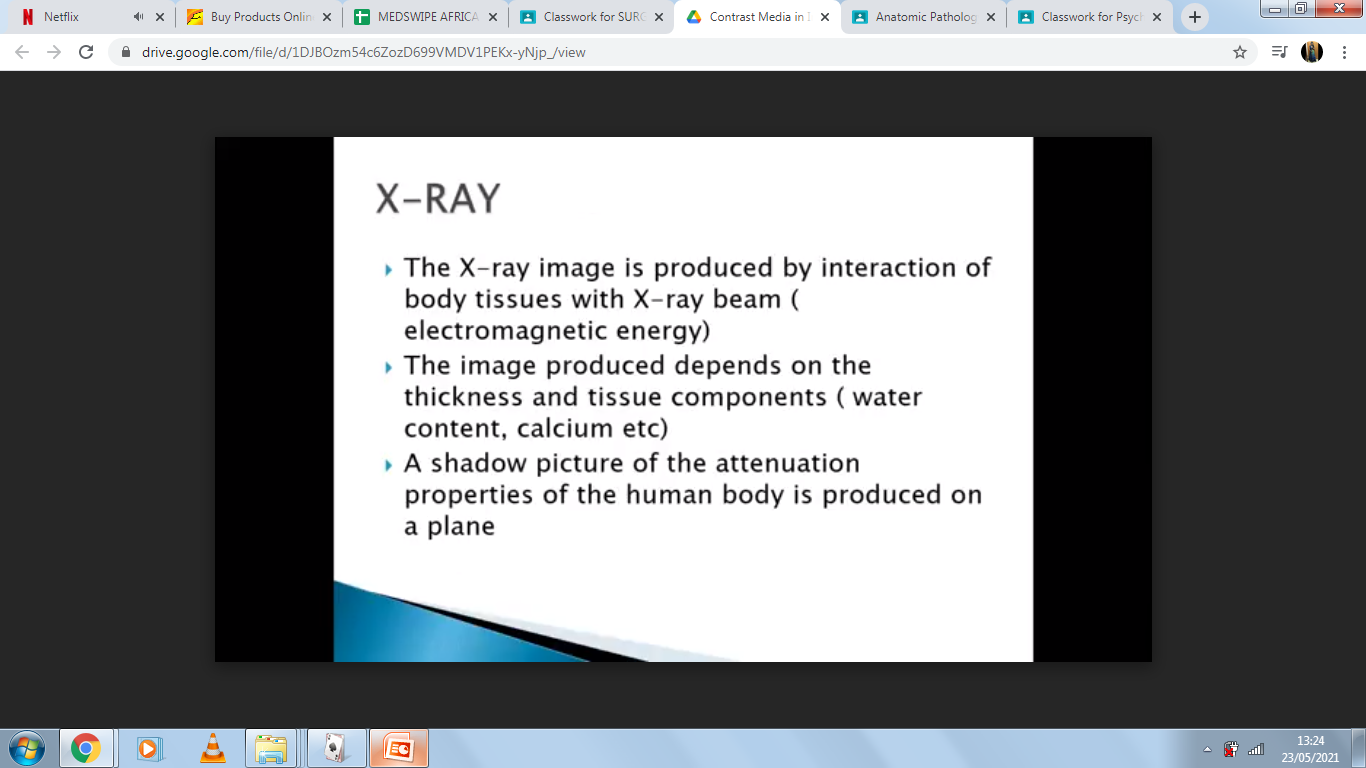 Netflix
Buy Products Onlin
MEDSWIPE AFRICA
Classwork for SURG
Contrast Media in I
Anatomic Patholog
Classwork for Psych
drive.google.com/file/d/1DJBOzm54c6ZozD699VMDV1PEKx-yNjp_/view
X-RAY
The X-ray image is produced by interaction of
body tissues with X-ray beam (
electromagnetic energy)
The image produced depends on the
thickness and tissue components ( water
content, calcium etc)
A shadow picture of the attenuation
properties of the human body is produced on
a plane
13:24
23/05/2021